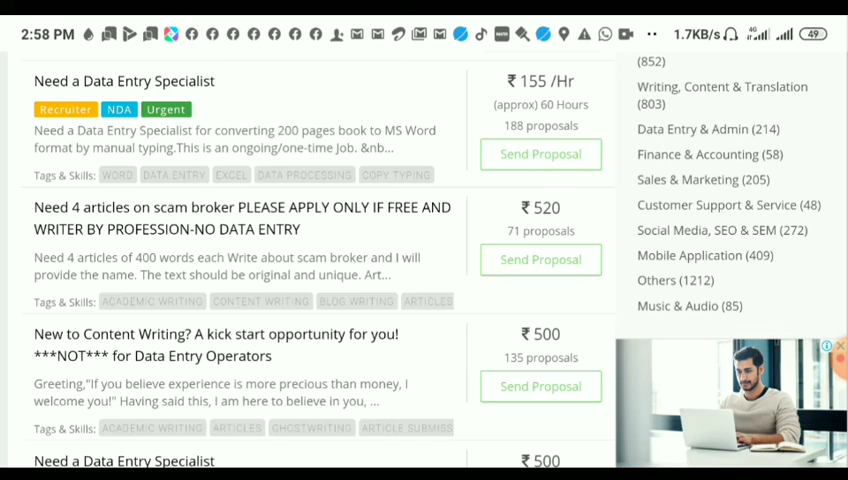 2:58 PM
1.7KB/s
4G
49
Need a Data Entry Specialist
Recruiter NDA Urgent
Need a Data Entry Specialist for converting 200 pages book to MS Word
format by manual typing.This is an ongoing/one-time Job. &nb...
Tags & Skills: WORD DATA ENTRY EXCEL DATA PROCESSING COPY TYPING
₹ 155 /Hr
(approx) 60 Hours
188 proposals
Send Proposal
Need 4 articles on scam broker PLEASE APPLY ONLY IF FREE AND
WRITER BY PROFESSION-NO DATA ENTRY
Need 4 articles of 400 words each Write about scam broker and I will
provide the name. The text should be original and unique. Art...
Tags & Skills: ACADEMIC WRITING CONTENT WRITING BLOG WRITING ARTICLES
₹ 520
71 proposals
Send Proposal
New to Content Writing? A kick start opportunity for you!
***NOT*** for Data Entry Operators
Greeting,"If you believe experience is more precious than money, I
welcome you!" Having said this, I am here to believe in you, ...
Tags & Skills: ACADEMIC WRITING ARTICLES GHOSTWRITING ARTICLE SUBMISS
₹ 500
135 proposals
Send Proposal
Need a Data Entry Specialist
₹ 500
(852)
Writing, Content & Translation
(803)
Data Entry & Admin (214)
Finance & Accounting (58)
Sales & Marketing (205)
Customer Support & Service (48)
Social Media, SEO & SEM (272)
Mobile Application (409)
Others (1212)
Music & Audio (85)